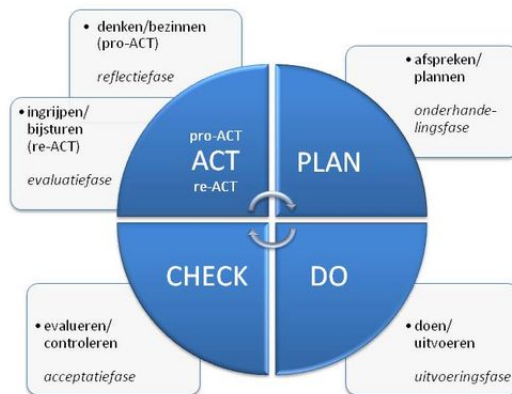 • denken/bezinnen
(pro-ACT)
reflectiefase
• ingrijpen/
bijsturen
(re-ACT)
evaluatiefase
• afspreken/
plannen
onderhande-
lingsfase
pro-ACT
ACT
re-ACT
PLAN
CHECK
DO
• evalueren/
controleren
acceptatiefase
• doen/
uitvoeren
uitvoeringsfase